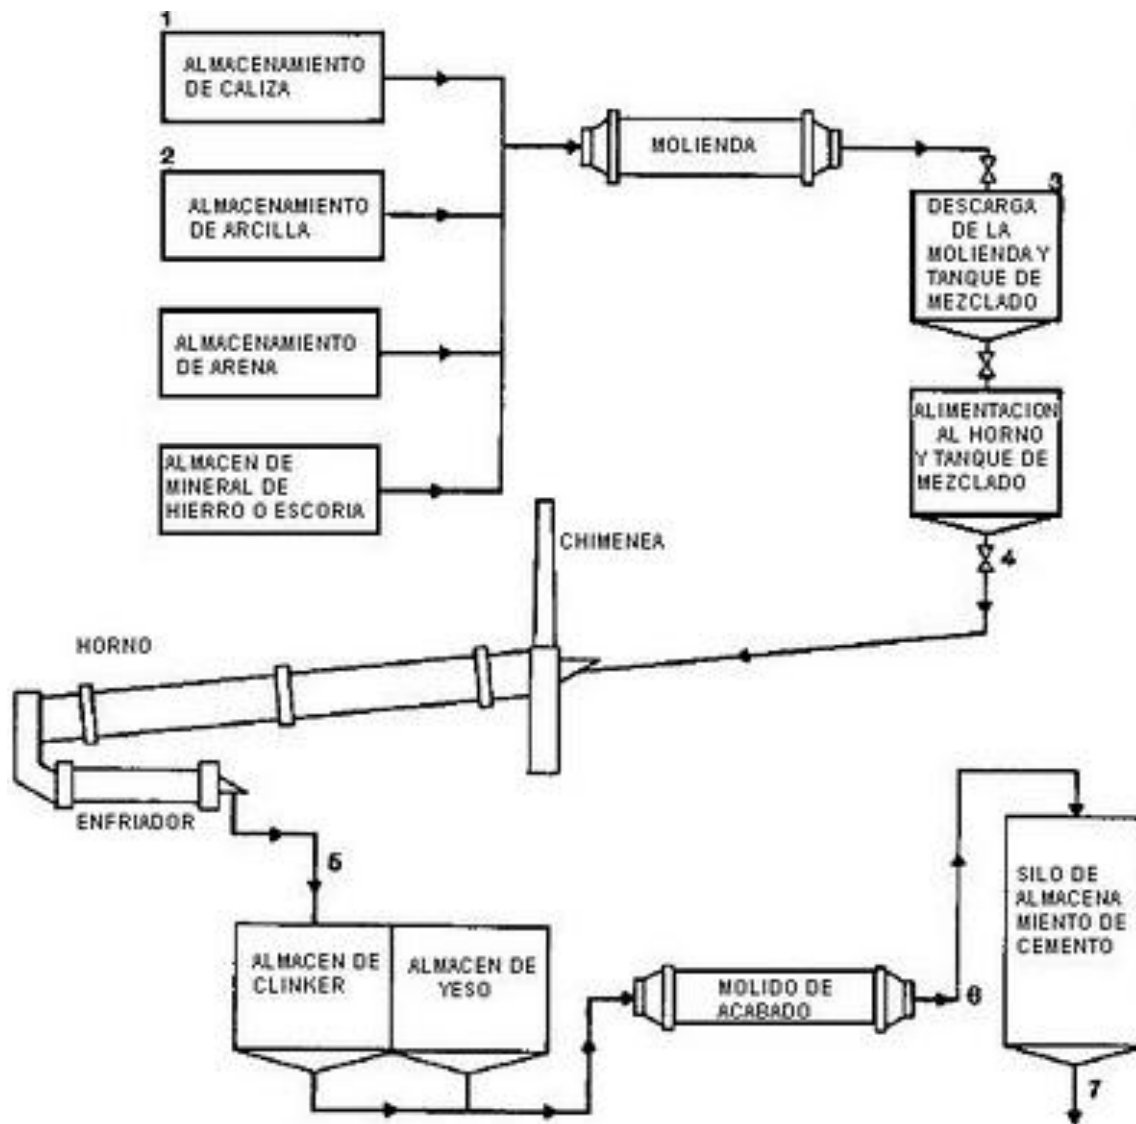 1
ALMACENAMIENTO
DE CALIZA
2
ALMACENAMIENTO
DE ARCILLA
ALMACENAMIENTO
DE ARENA
ALMACEN DE
MINERAL DE
HIERRO O ESCORIA
MOLIENDA
3
DESCARGA
DE LA
MOLIENDA Y
TANQUE DE
MEZCLADO
ALIMENTACION
AL HORNO
Y TANQUE DE
MEZCLADO
4
CHIMENEA
HORNO
ENFRIADOR
5
ALMACEN DE
CLINKER
ALMACEN DE
YESO
MOLIDO DE
ACABADO
6
SILO DE
ALMACENA
MIENTO DE
CEMENTO
7